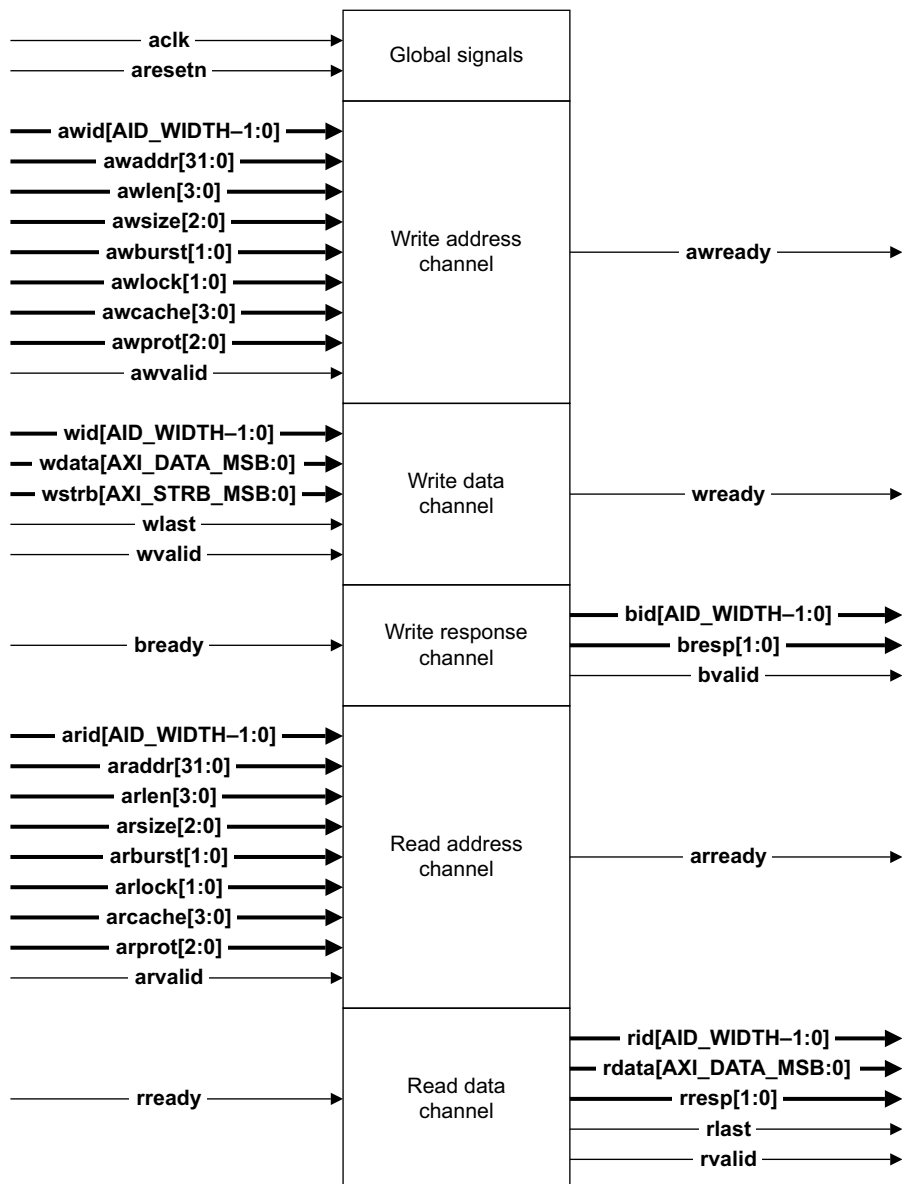 aclk
aresetn
Global signals
awid[AID_WIDTH–1:0]
awaddr[31:0]
awlen[3:0]
awsize[2:0]
awburst[1:0]
awlock[1:0]
awcache[3:0]
awprot[2:0]
awvalid
Write address
channel
awready
wid[AID_WIDTH–1:0]
wdata[AXI_DATA_MSB:0]
wstrb[AXI_STRB_MSB:0]
wlast
wvalid
Write data
channel
wready
bready
Write response
channel
bid[AID_WIDTH–1:0]
bresp[1:0]
bvalid
arid[AID_WIDTH–1:0]
araddr[31:0]
arlen[3:0]
arsize[2:0]
arburst[1:0]
arlock[1:0]
arcache[3:0]
arprot[2:0]
arvalid
Read address
channel
arready
rready
Read data
channel
rid[AID_WIDTH–1:0]
rdata[AXI_DATA_MSB:0]
rresp[1:0]
rlast
rvalid